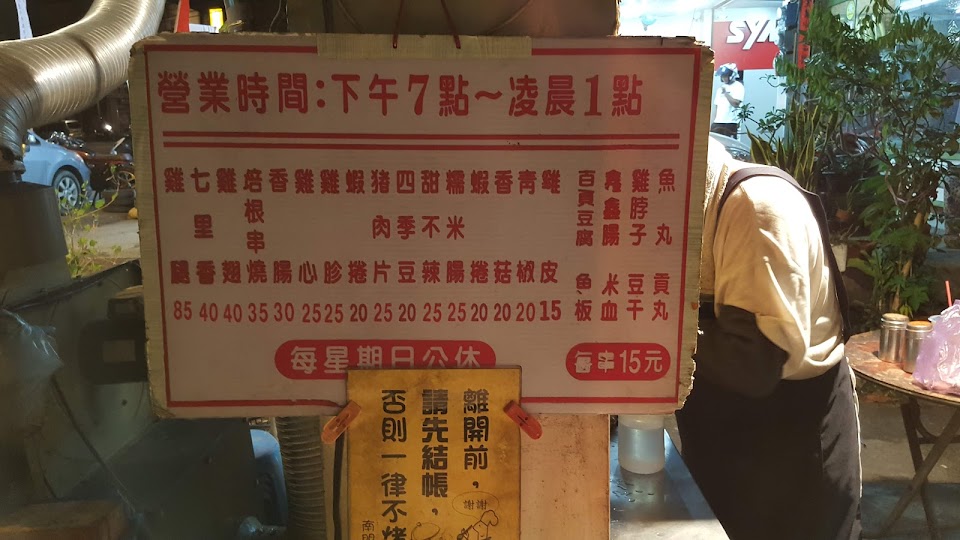 SYM
營業時間：下午7點～凌晨1點
雞腿 85
七里香 40
雞翅 40
培根串燒 35
香腸 30
雞心 25
雞胗 25
蝦捲 20
猪肉片 25
四季豆 20
甜不辣 25
糯米腸 25
蝦捲 20
香菇 20
青椒 20
雞皮 15
百頁豆腐
鑫鑫腸
雞脖子
魚丸
魚板
米血
豆干
貢丸
每星期日公休
每串15元
離開前，
請先結帳，
否則一律不烤
謝謝